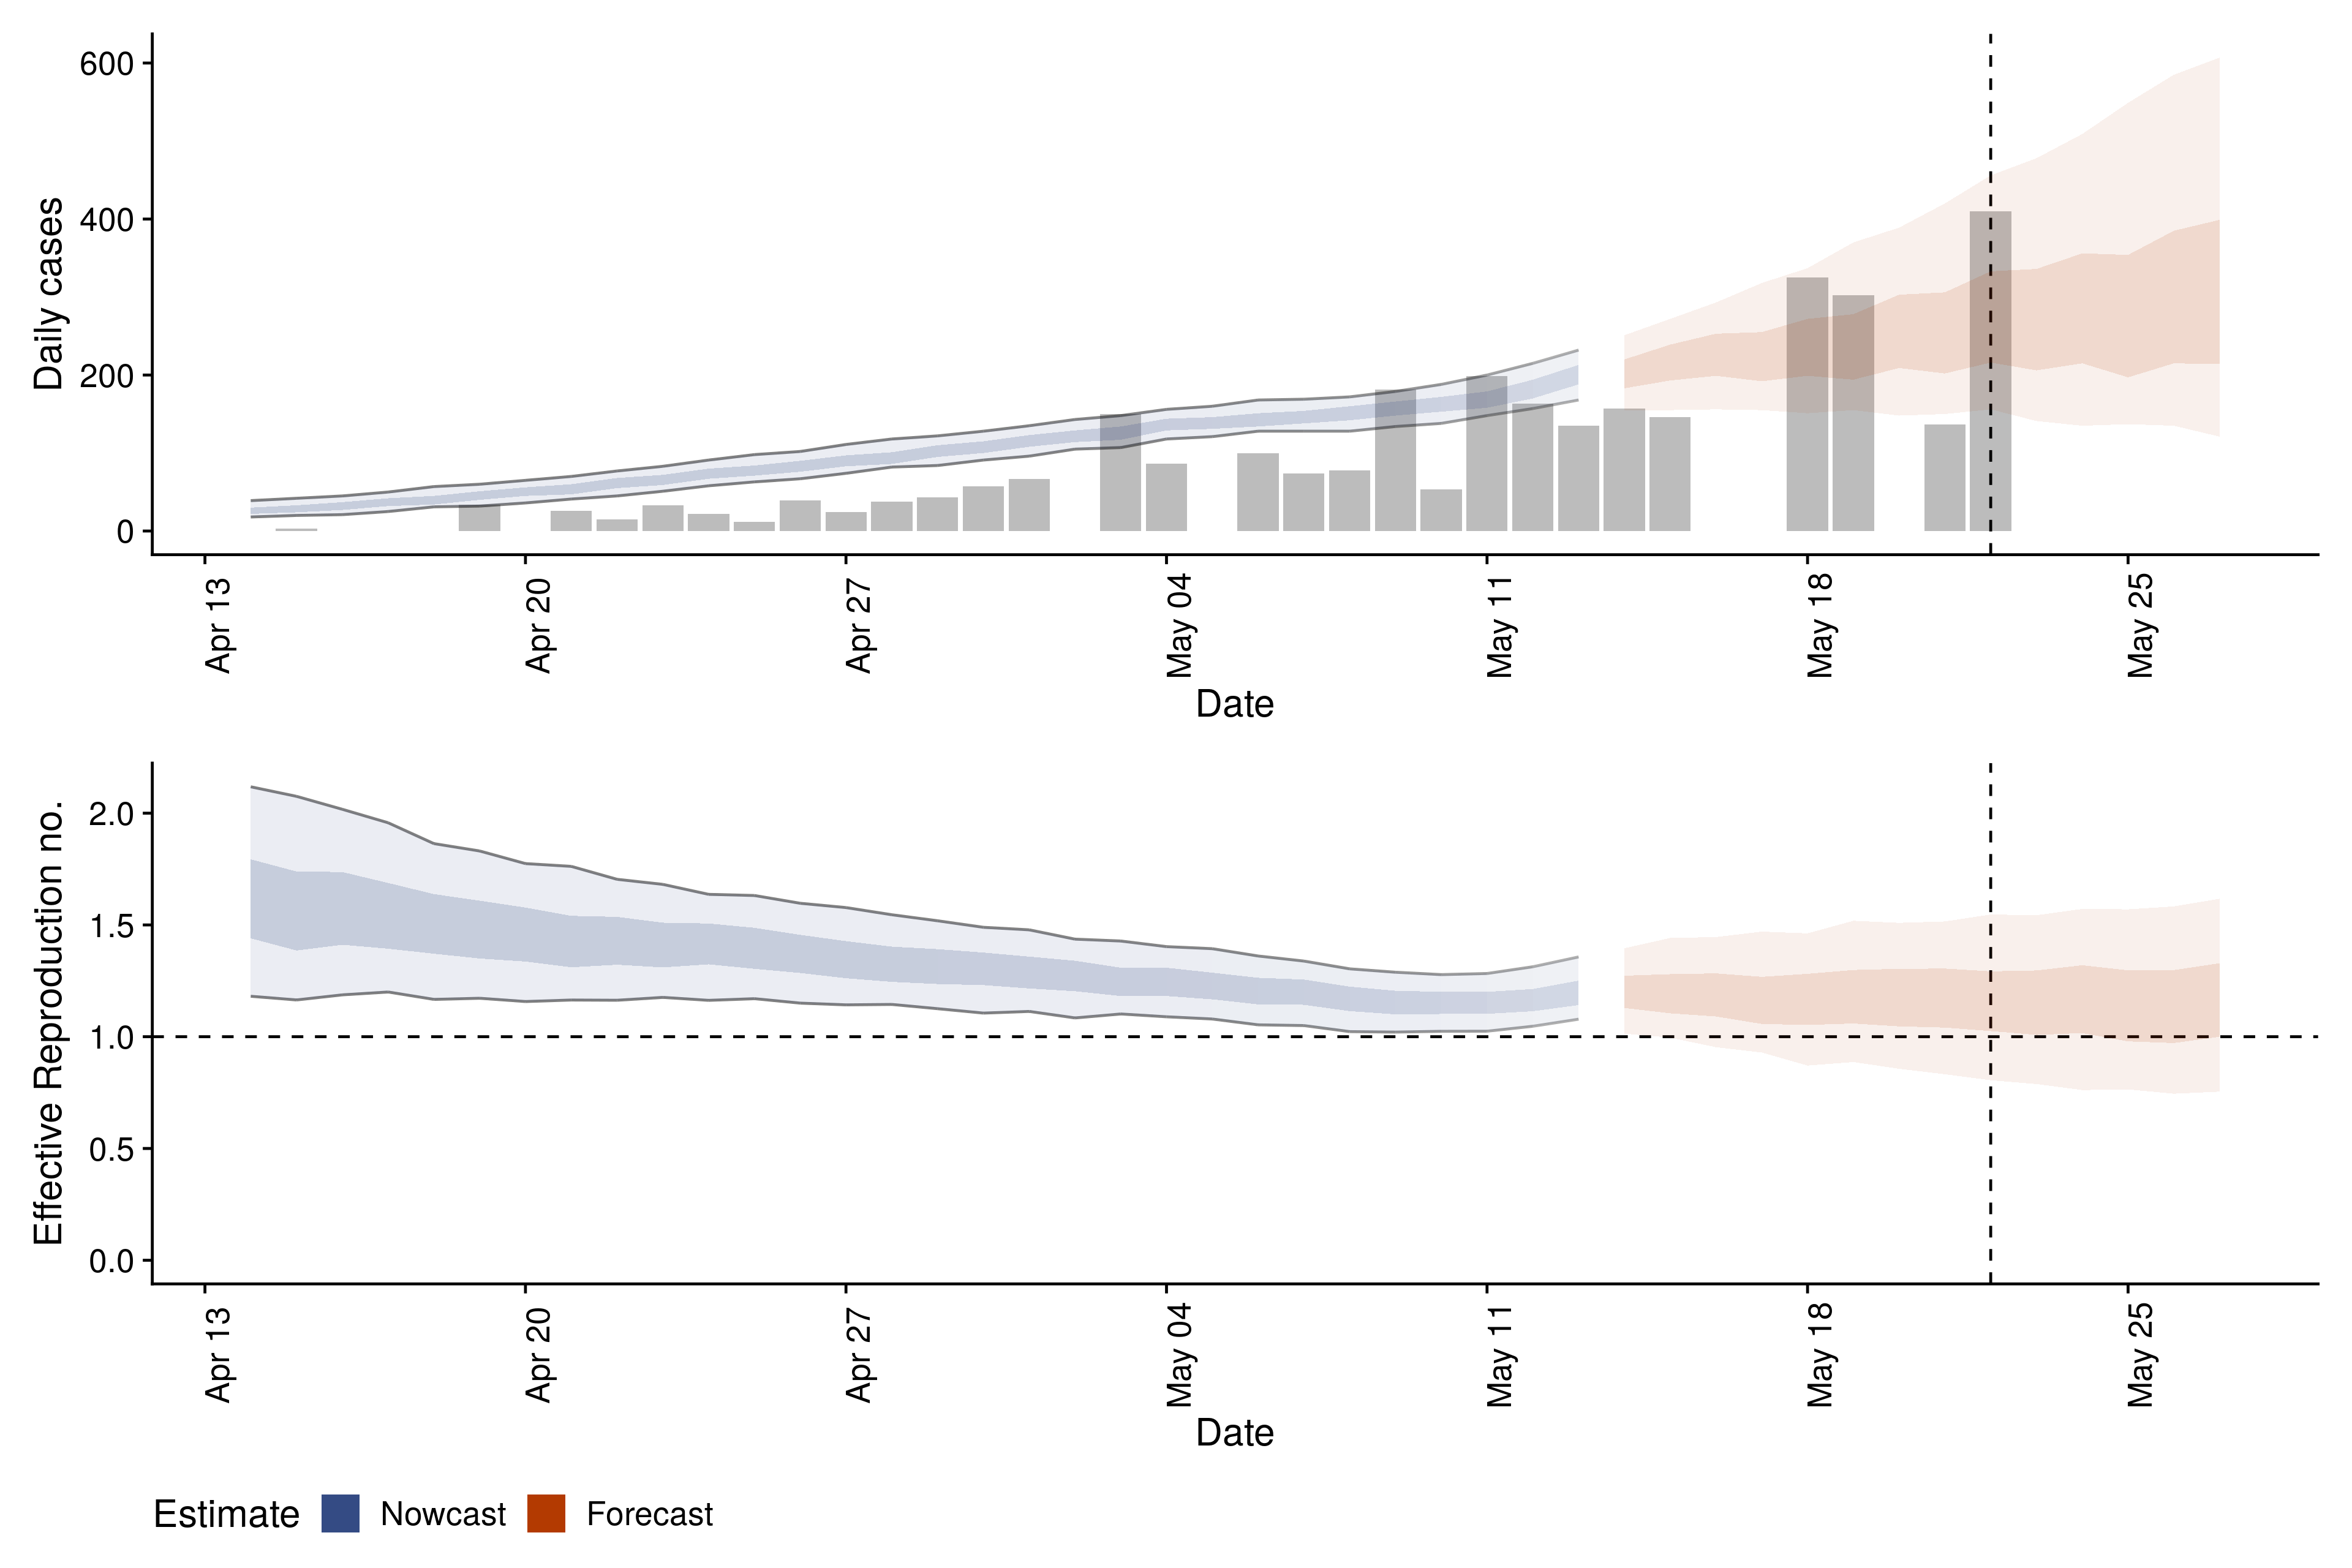 Daily cases
600
400
200
0
Apr 13
Apr 20
Apr 27
May 04
May 11
May 18
May 25
Date
Effective Reproduction no.
2.0
1.5
1.0
0.5
0.0
Apr 13
Apr 20
Apr 27
May 04
May 11
May 18
May 25
Date
Estimate Nowcast Forecast